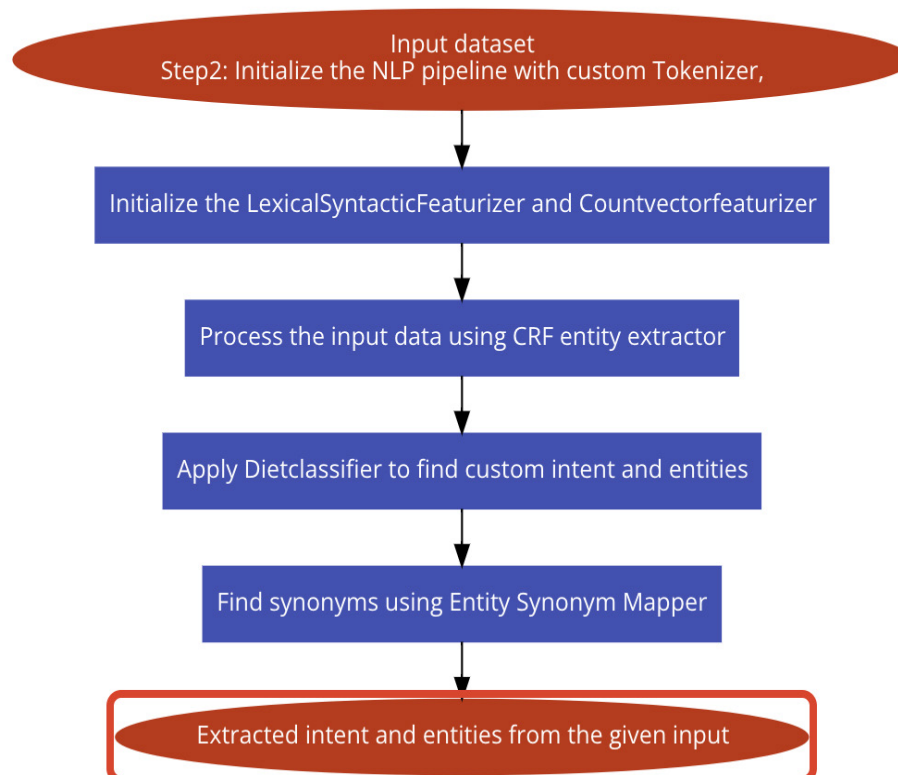 Input dataset
Step2: Initialize the NLP pipeline with custom Tokenizer,
Initialize the LexicalSyntacticFeaturizer and Countvectorfeaturizer
Process the input data using CRF entity extractor
Apply Dietclassifier to find custom intent and entities
Find synonyms using Entity Synonym Mapper
Extracted intent and entities from the given input